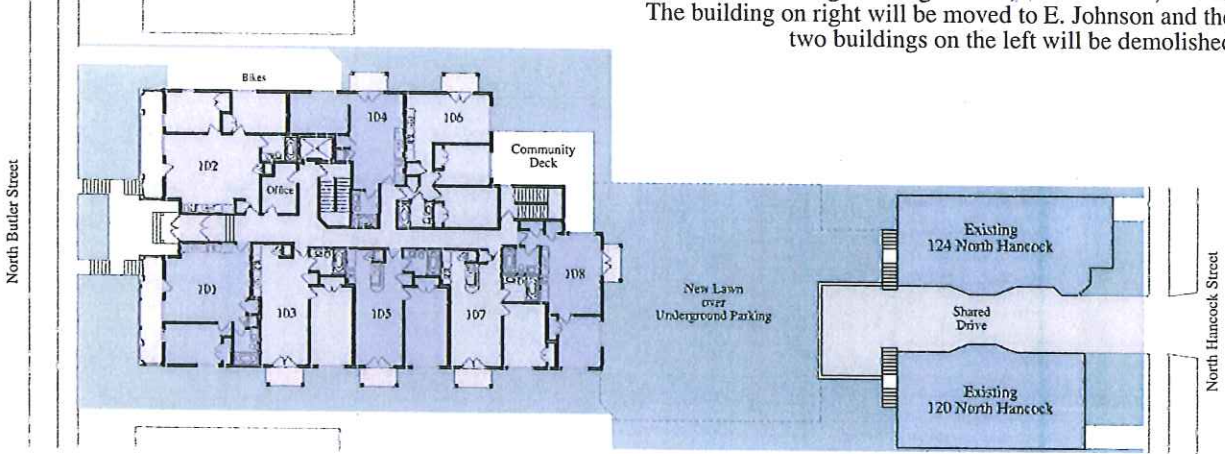 The building on right will be moved to E. Johnson and the
two buildings on the left will be demolished
Bikes
104
106
102
Community
Deck
Office
North Butler Street
101
103
105
107
108
New Lawn
over
Underground Parking
Existing
124 North Hancock
Shared
Drive
Existing
120 North Hancock
North Hancock Street